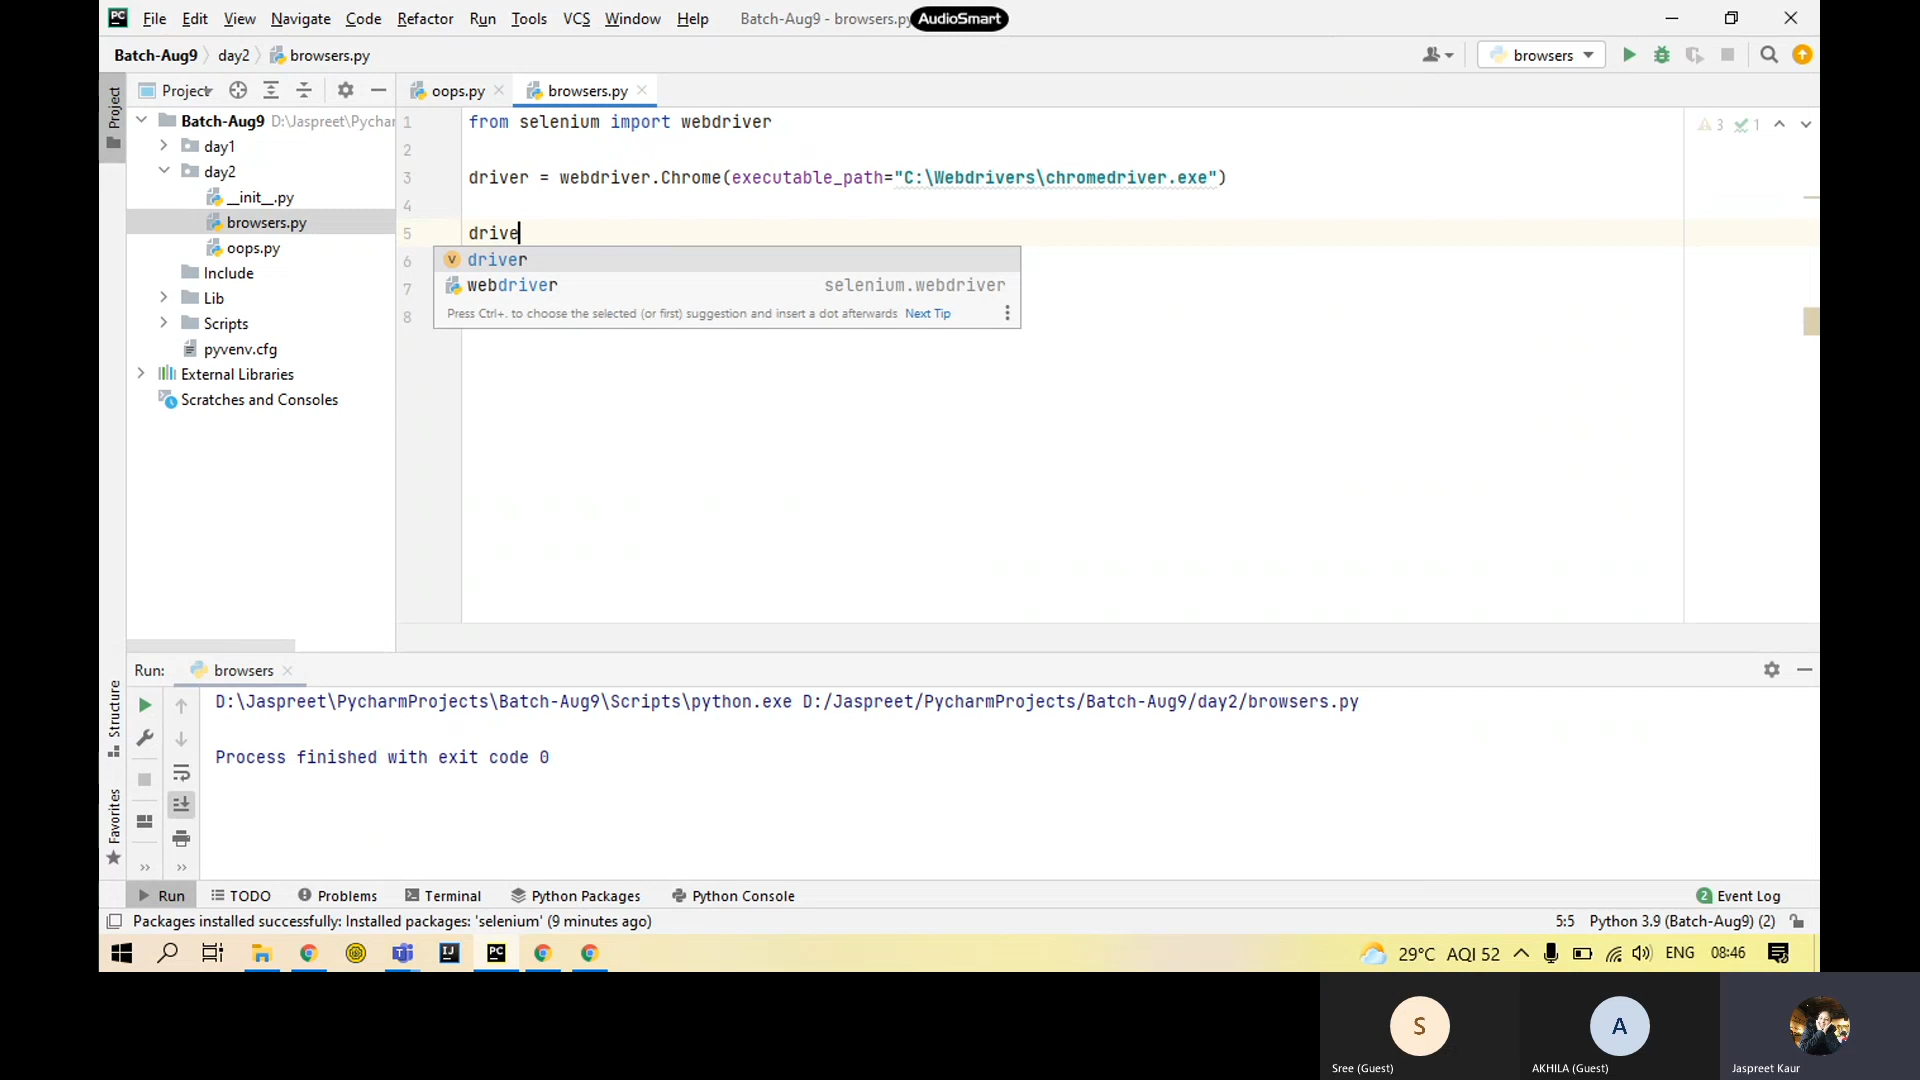 PC File Edit View Navigate Code Refactor Run Tools VCS Window Help Batch-Aug9 - browsers.py AudioSmart
Batch-Aug9 day2 browsers.py browsers
Project oops.py browsers.py
Project
Batch-Aug9 D:\Jaspreet\Pychar
day1
day2
__init__.py
browsers.py
oops.py
Include
Lib
Scripts
pyvenv.cfg
External Libraries
Scratches and Consoles
1 from selenium import webdriver
2
3 driver = webdriver.Chrome(executable_path="C:\Webdrivers\chromedriver.exe")
4
5 drive
6
7
8
3 1
V driver
webdriver selenium.webdriver
Press Ctrl+. to choose the selected (or first) suggestion and insert a dot afterwards Next Tip
Structure
Favorites
Run: browsers
D:\Jaspreet\PycharmProjects\Batch-Aug9\Scripts\python.exe D:/Jaspreet/PycharmProjects/Batch-Aug9/day2/browsers.py
Process finished with exit code 0
Run TODO Problems Terminal Python Packages Python Console 2 Event Log
Packages installed successfully: Installed packages: 'selenium' (9 minutes ago) 5:5 Python 3.9 (Batch-Aug9) (2)
IJ PC 29°C AQI 52 ENG 08:46
S A
Sree (Guest) AKHILA (Guest) Jaspreet Kaur